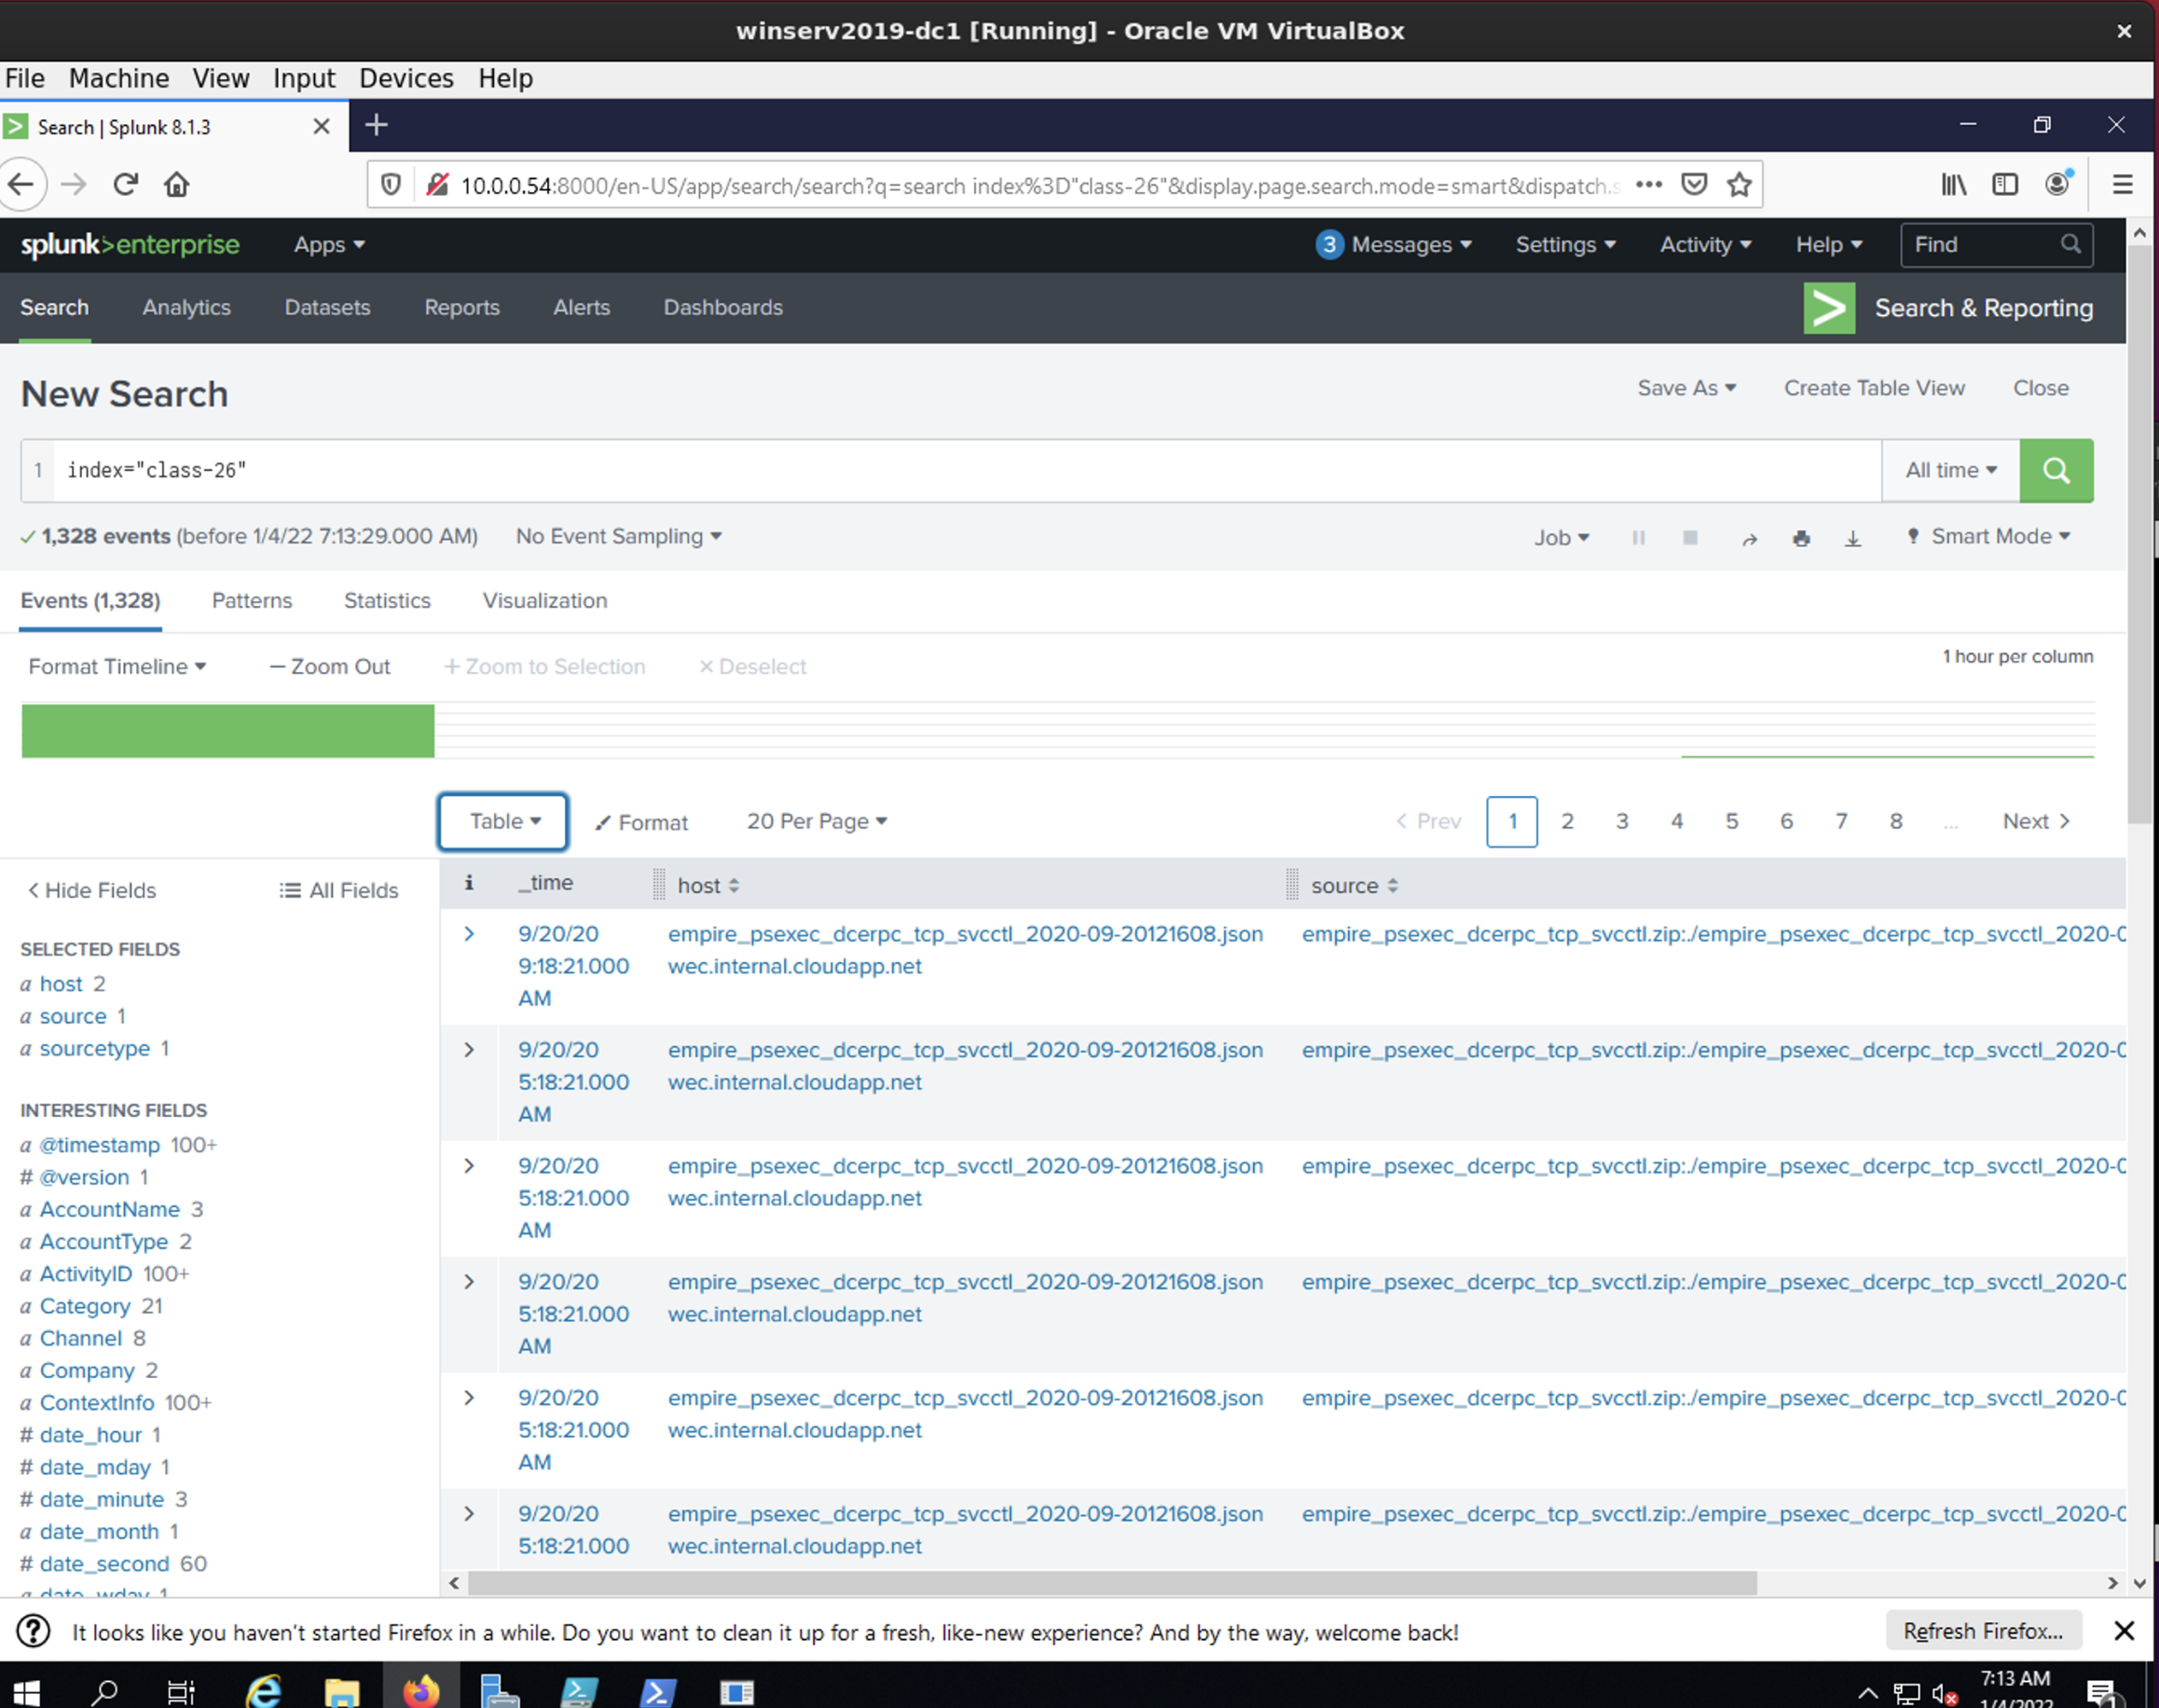 winserv2019-dc1 [Running] - Oracle VM VirtualBox
File Machine View Input Devices Help
Search | Splunk 8.1.3
10.0.0.54:8000/en-US/app/search/search?q=search index%3D"class-26"&display.page.search.mode=smart&dispatch.s
splunk>enterprise Apps 3 Messages Settings Activity Help Find
Search Analytics Datasets Reports Alerts Dashboards Search & Reporting
New Search Save As Create Table View Close
1 index="class-26" All time
1,328 events (before 1/4/22 7:13:29.000 AM) No Event Sampling Job Smart Mode
Events (1,328) Patterns Statistics Visualization
Format Timeline — Zoom Out + Zoom to Selection × Deselect 1 hour per column
Table Format 20 Per Page < Prev 1 2 3 4 5 6 7 8 ... Next >
< Hide Fields All Fields
SELECTED FIELDS
a host 2
a source 1
a sourcetype 1
INTERESTING FIELDS
a @timestamp 100+
# @version 1
a AccountName 3
a AccountType 2
a ActivityID 100+
a Category 21
a Channel 8
a Company 2
a ContextInfo 100+
# date_hour 1
# date_mday 1
# date_minute 3
a date_month 1
# date_second 60
a date_wday 1
i _time host source
> 9/20/20 empire_psexec_dcerpc_tcp_svcctl_2020-09-20121608.json empire_psexec_dcerpc_tcp_svcctl.zip:./empire_psexec_dcerpc_tcp_svcctl_2020-0
9:18:21.000 wec.internal.cloudapp.net
AM
> 9/20/20 empire_psexec_dcerpc_tcp_svcctl_2020-09-20121608.json empire_psexec_dcerpc_tcp_svcctl.zip:./empire_psexec_dcerpc_tcp_svcctl_2020-0
5:18:21.000 wec.internal.cloudapp.net
AM
> 9/20/20 empire_psexec_dcerpc_tcp_svcctl_2020-09-20121608.json empire_psexec_dcerpc_tcp_svcctl.zip:./empire_psexec_dcerpc_tcp_svcctl_2020-0
5:18:21.000 wec.internal.cloudapp.net
AM
> 9/20/20 empire_psexec_dcerpc_tcp_svcctl_2020-09-20121608.json empire_psexec_dcerpc_tcp_svcctl.zip:./empire_psexec_dcerpc_tcp_svcctl_2020-0
5:18:21.000 wec.internal.cloudapp.net
AM
> 9/20/20 empire_psexec_dcerpc_tcp_svcctl_2020-09-20121608.json empire_psexec_dcerpc_tcp_svcctl.zip:./empire_psexec_dcerpc_tcp_svcctl_2020-0
5:18:21.000 wec.internal.cloudapp.net
AM
> 9/20/20 empire_psexec_dcerpc_tcp_svcctl_2020-09-20121608.json empire_psexec_dcerpc_tcp_svcctl.zip:./empire_psexec_dcerpc_tcp_svcctl_2020-0
5:18:21.000 wec.internal.cloudapp.net
It looks like you haven't started Firefox in a while. Do you want to clean it up for a fresh, like-new experience? And by the way, welcome back! Refresh Firefox...
7:13 AM
1/4/2022